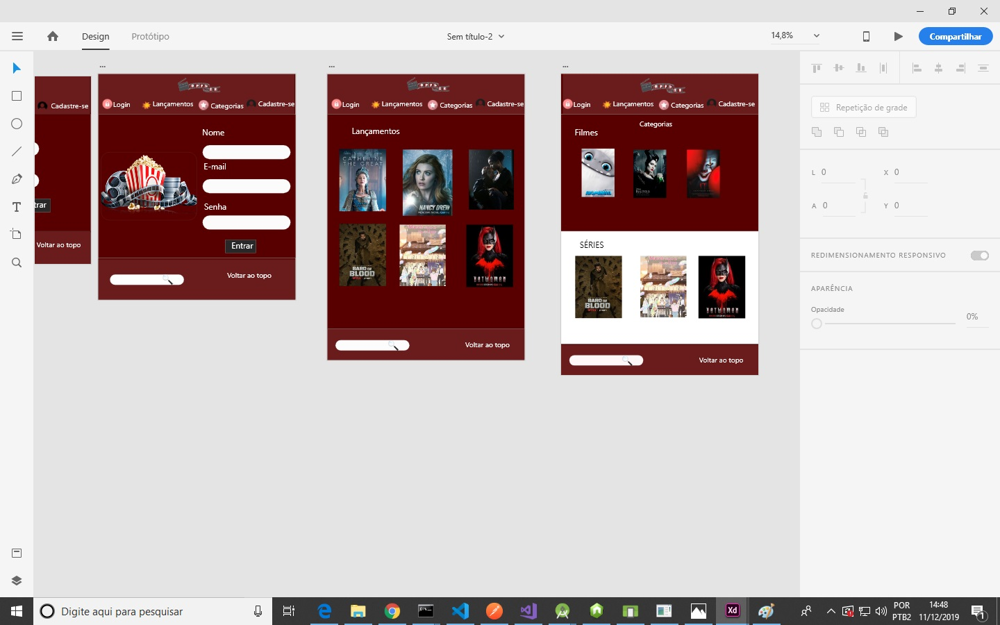 Design
Protótipo
Sem título-2
14,8%
Compartilhar
...
...
...
Cadastre-se
trar
Voltar ao topo
Login
Lançamentos
Categorias
Cadastre-se
Nome
E-mail
Senha
Entrar
Voltar ao topo
Login
Lançamentos
Categorias
Cadastre-se
Lançamentos
CATHERINE
THE GREAT
NANCY DREW
BARD OF
BLOOD
BATWOMAN
Voltar ao topo
Login
Lançamentos
Categorias
Cadastre-se
Categorias
Filmes
SÉRIES
BARD OF
BLOOD
BATWOMAN
Voltar ao topo
Repetição de grade
L 0
X 0
A 0
Y 0
REDIMENSIONAMENTO RESPONSIVO
APARÊNCIA
Opacidade
0%
Digite aqui para pesquisar
Xd
POR
PTB2
14:48
11/12/2019
1